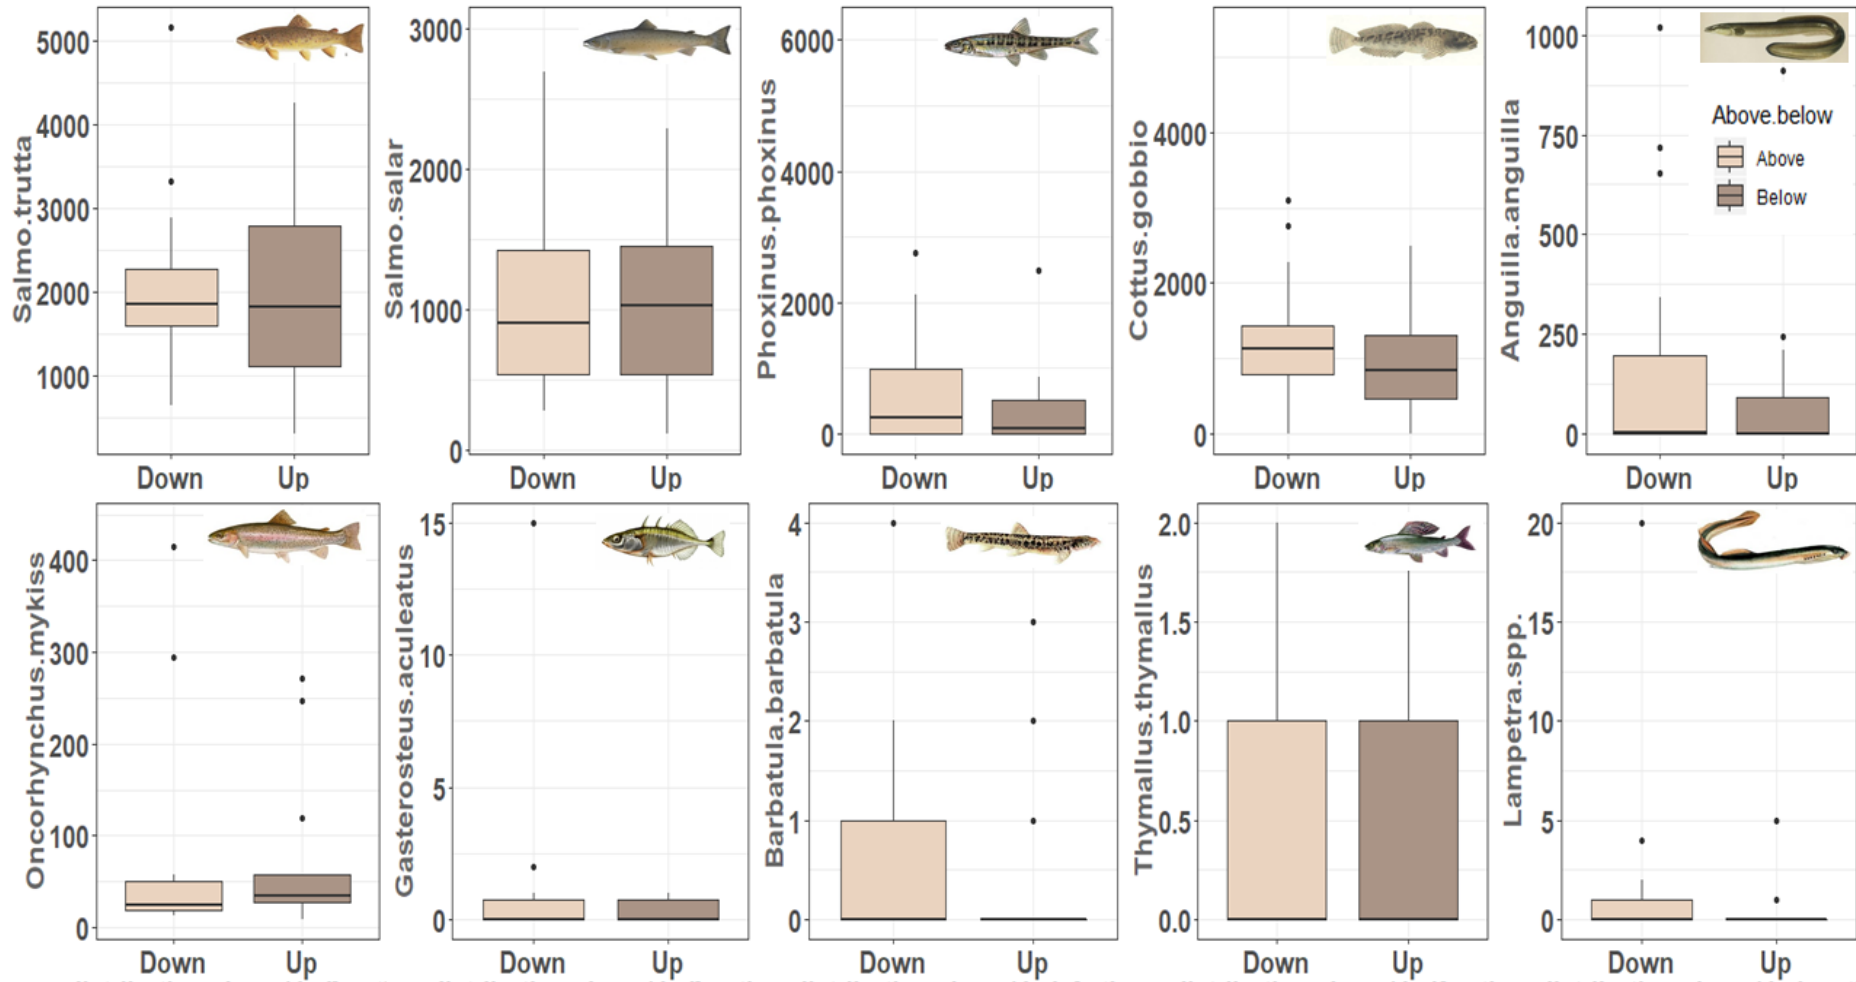 Salmo.trutta
5000
4000
3000
2000
1000
Down Up
Salmo.salar
3000
2000
1000
0
Down Up
Phoxinus.phoxinus
6000
4000
2000
0
Down Up
Cottus.gobbio
4000
2000
0
Down Up
Anguilla.anguilla
1000
750
500
250
0
Down Up
Above.below
Above
Below
Oncorhynchus.mykiss
400
300
200
100
0
Down Up
Gasterosteus.aculeatus
15
10
5
0
Down Up
Barbatula.barbatula
4
3
2
1
0
Down Up
Thymallus.thymallus
2.0
1.5
1.0
0.5
0.0
Down Up
Lampetra.spp.
20
15
10
5
0
Down Up